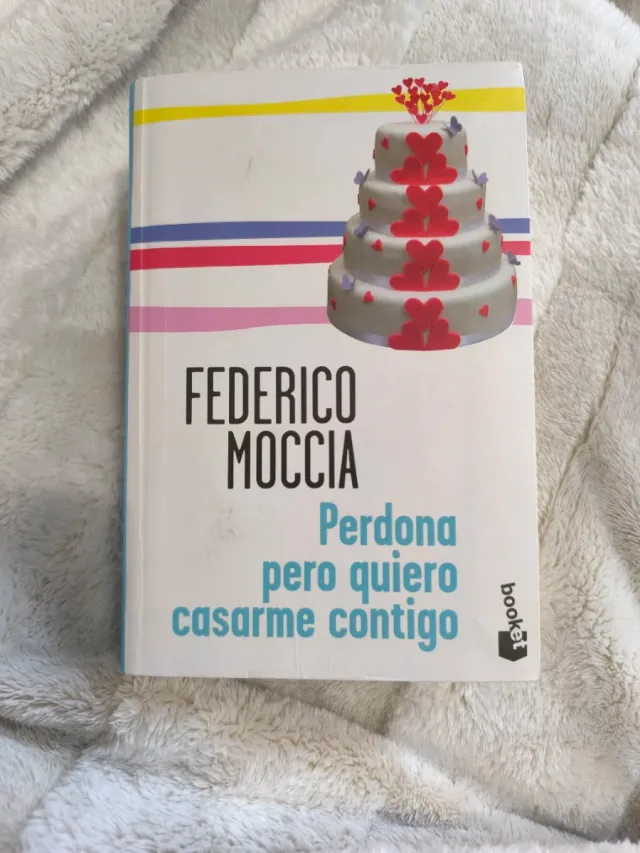 FEDERICO
MOCCIA
Perdona
pero quiero
casarme contigo
booket